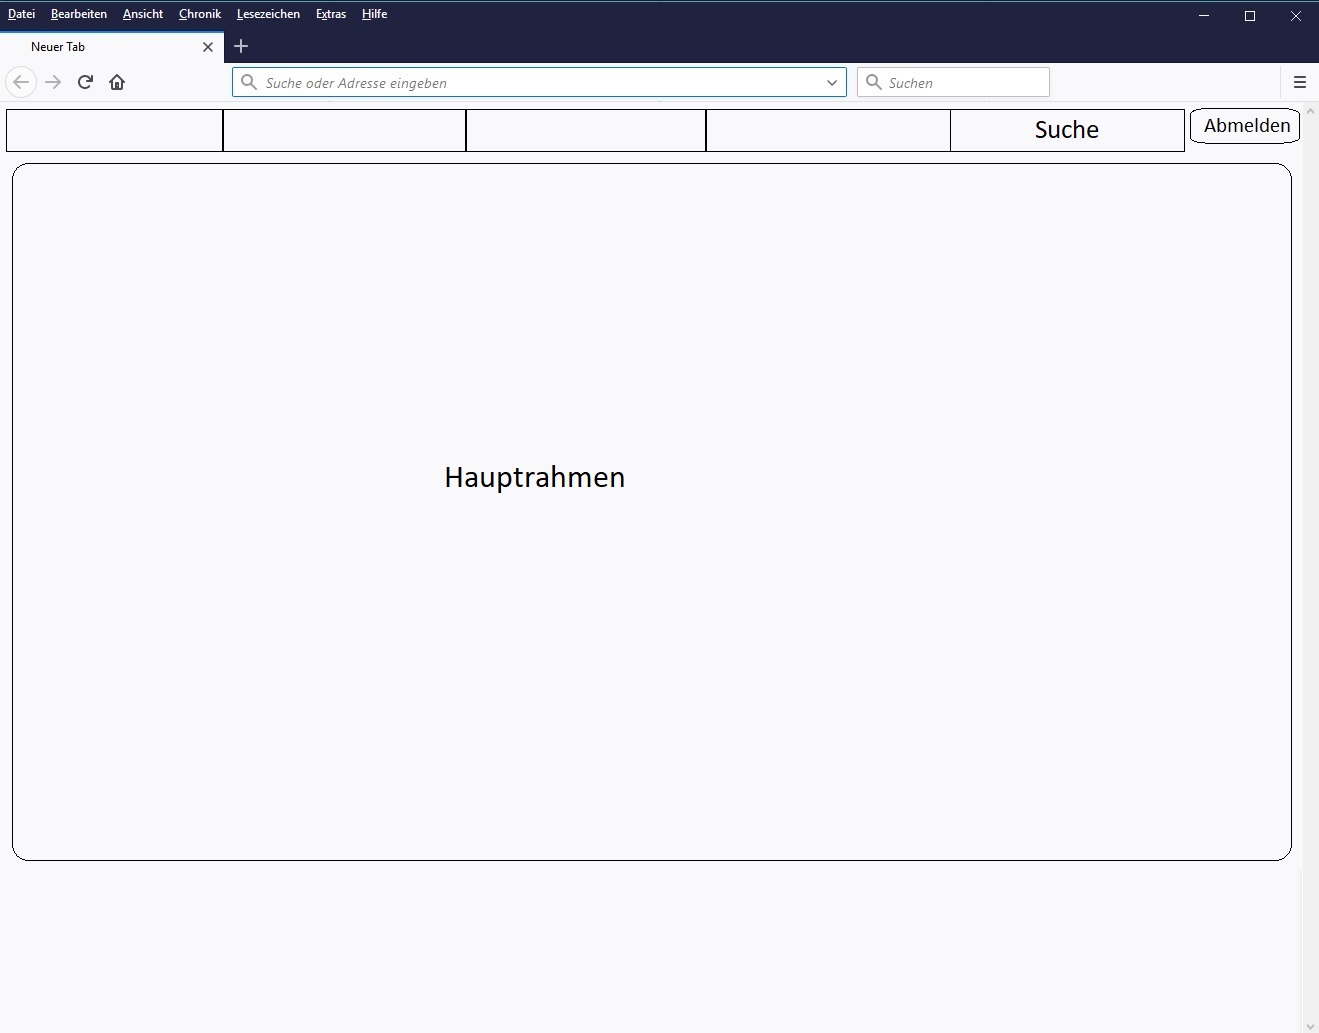 Datei Bearbeiten Ansicht Chronik Lesezeichen Extras Hilfe
Neuer Tab
Suche oder Adresse eingeben Suchen
Suche Abmelden
Hauptrahmen